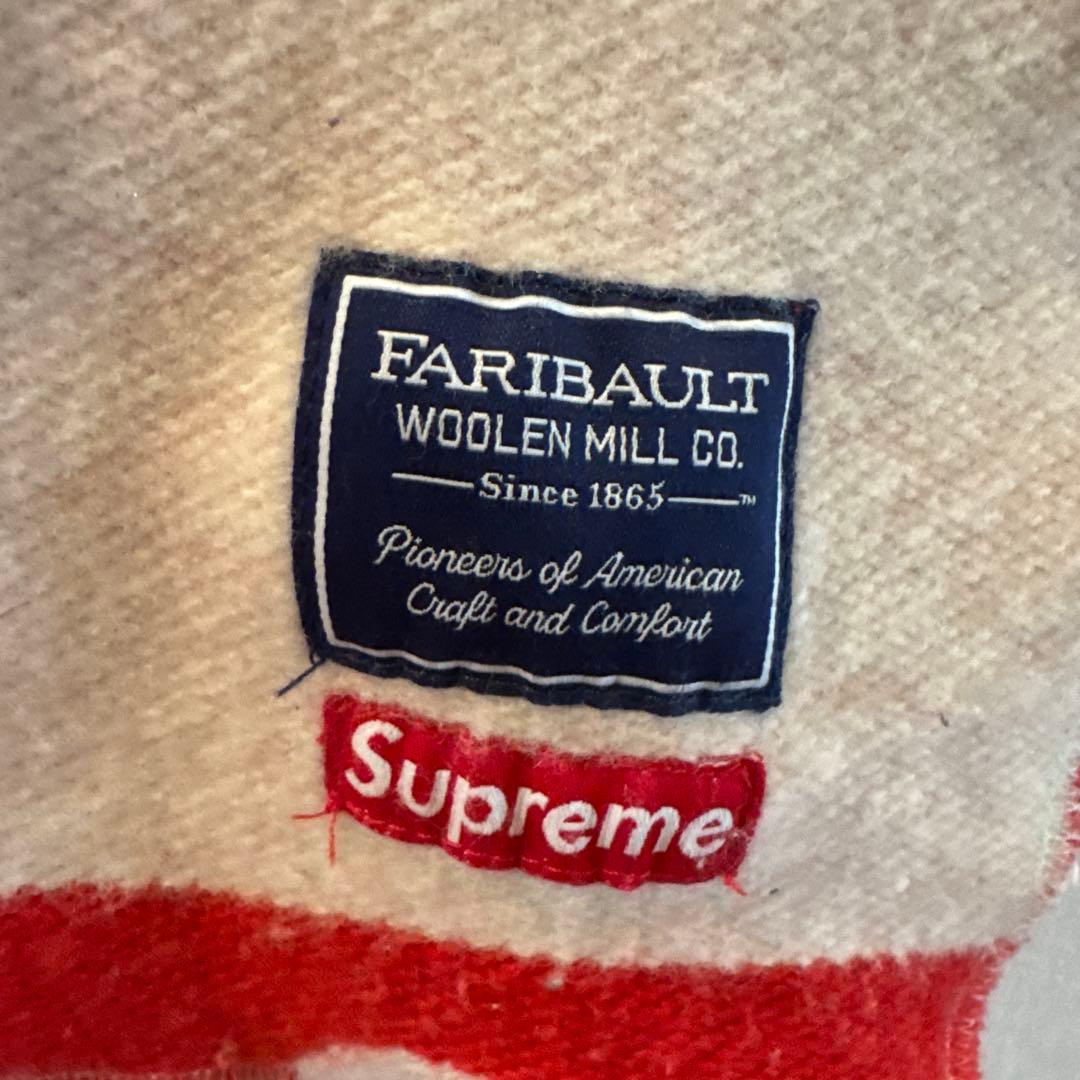 FARIBAULT
WOOLEN MILL CO.
Since 1865 ™
Pioneers of American
Craft and Comfort
Supreme